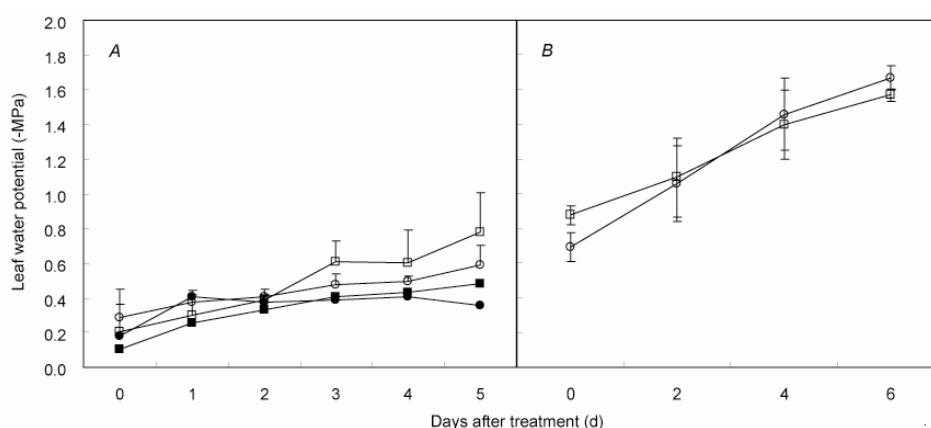 A
B
Leaf water potential (-MPa)
2.0
1.8
1.6
1.4
1.2
1.0
0.8
0.6
0.4
0.2
0.0
0 1 2 3 4 5
0 2 4 6
Days after treatment (d)